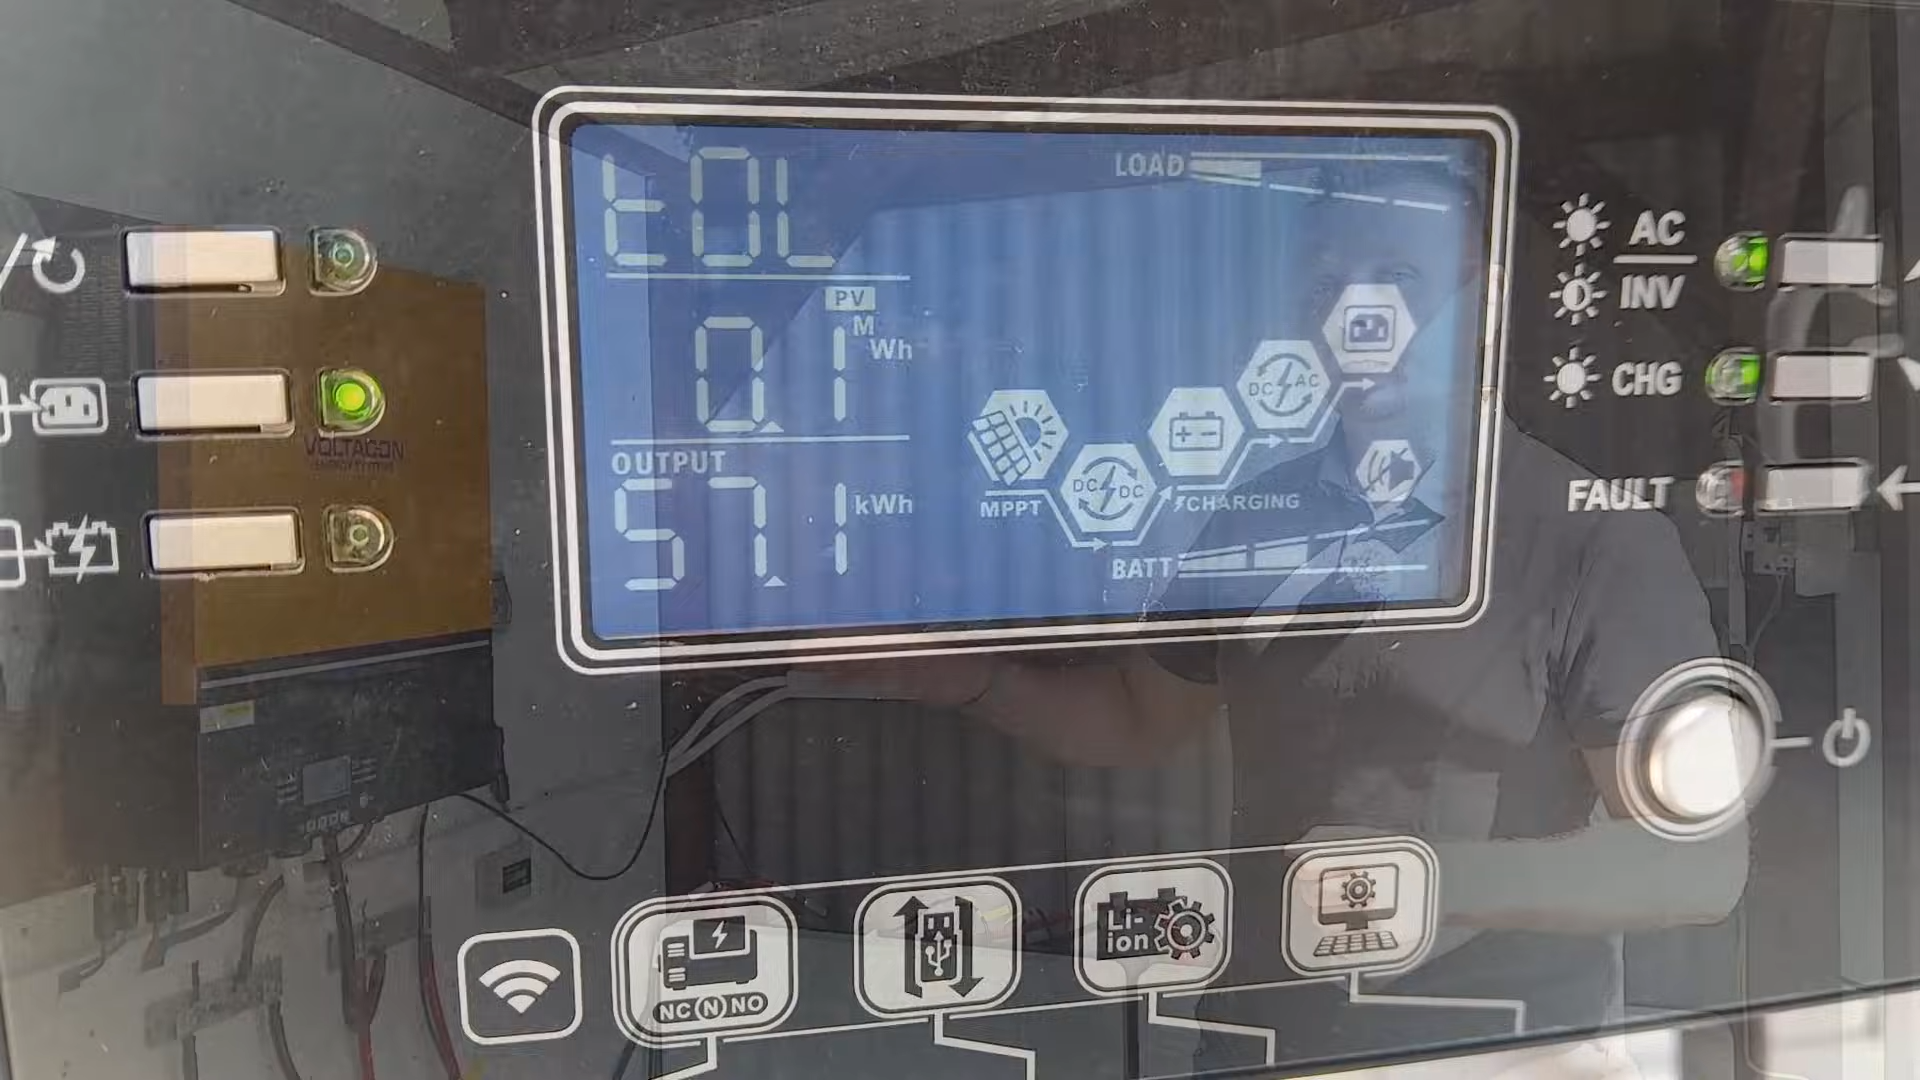 tOL
LOAD
PV
0.1 MWh
OUTPUT
57.1 kWh
MPPT
DC DC
CHARGING
DC AC
BATT
AC
INV
CHG
FAULT
VOLTACON
NC N NO
Li-
ion